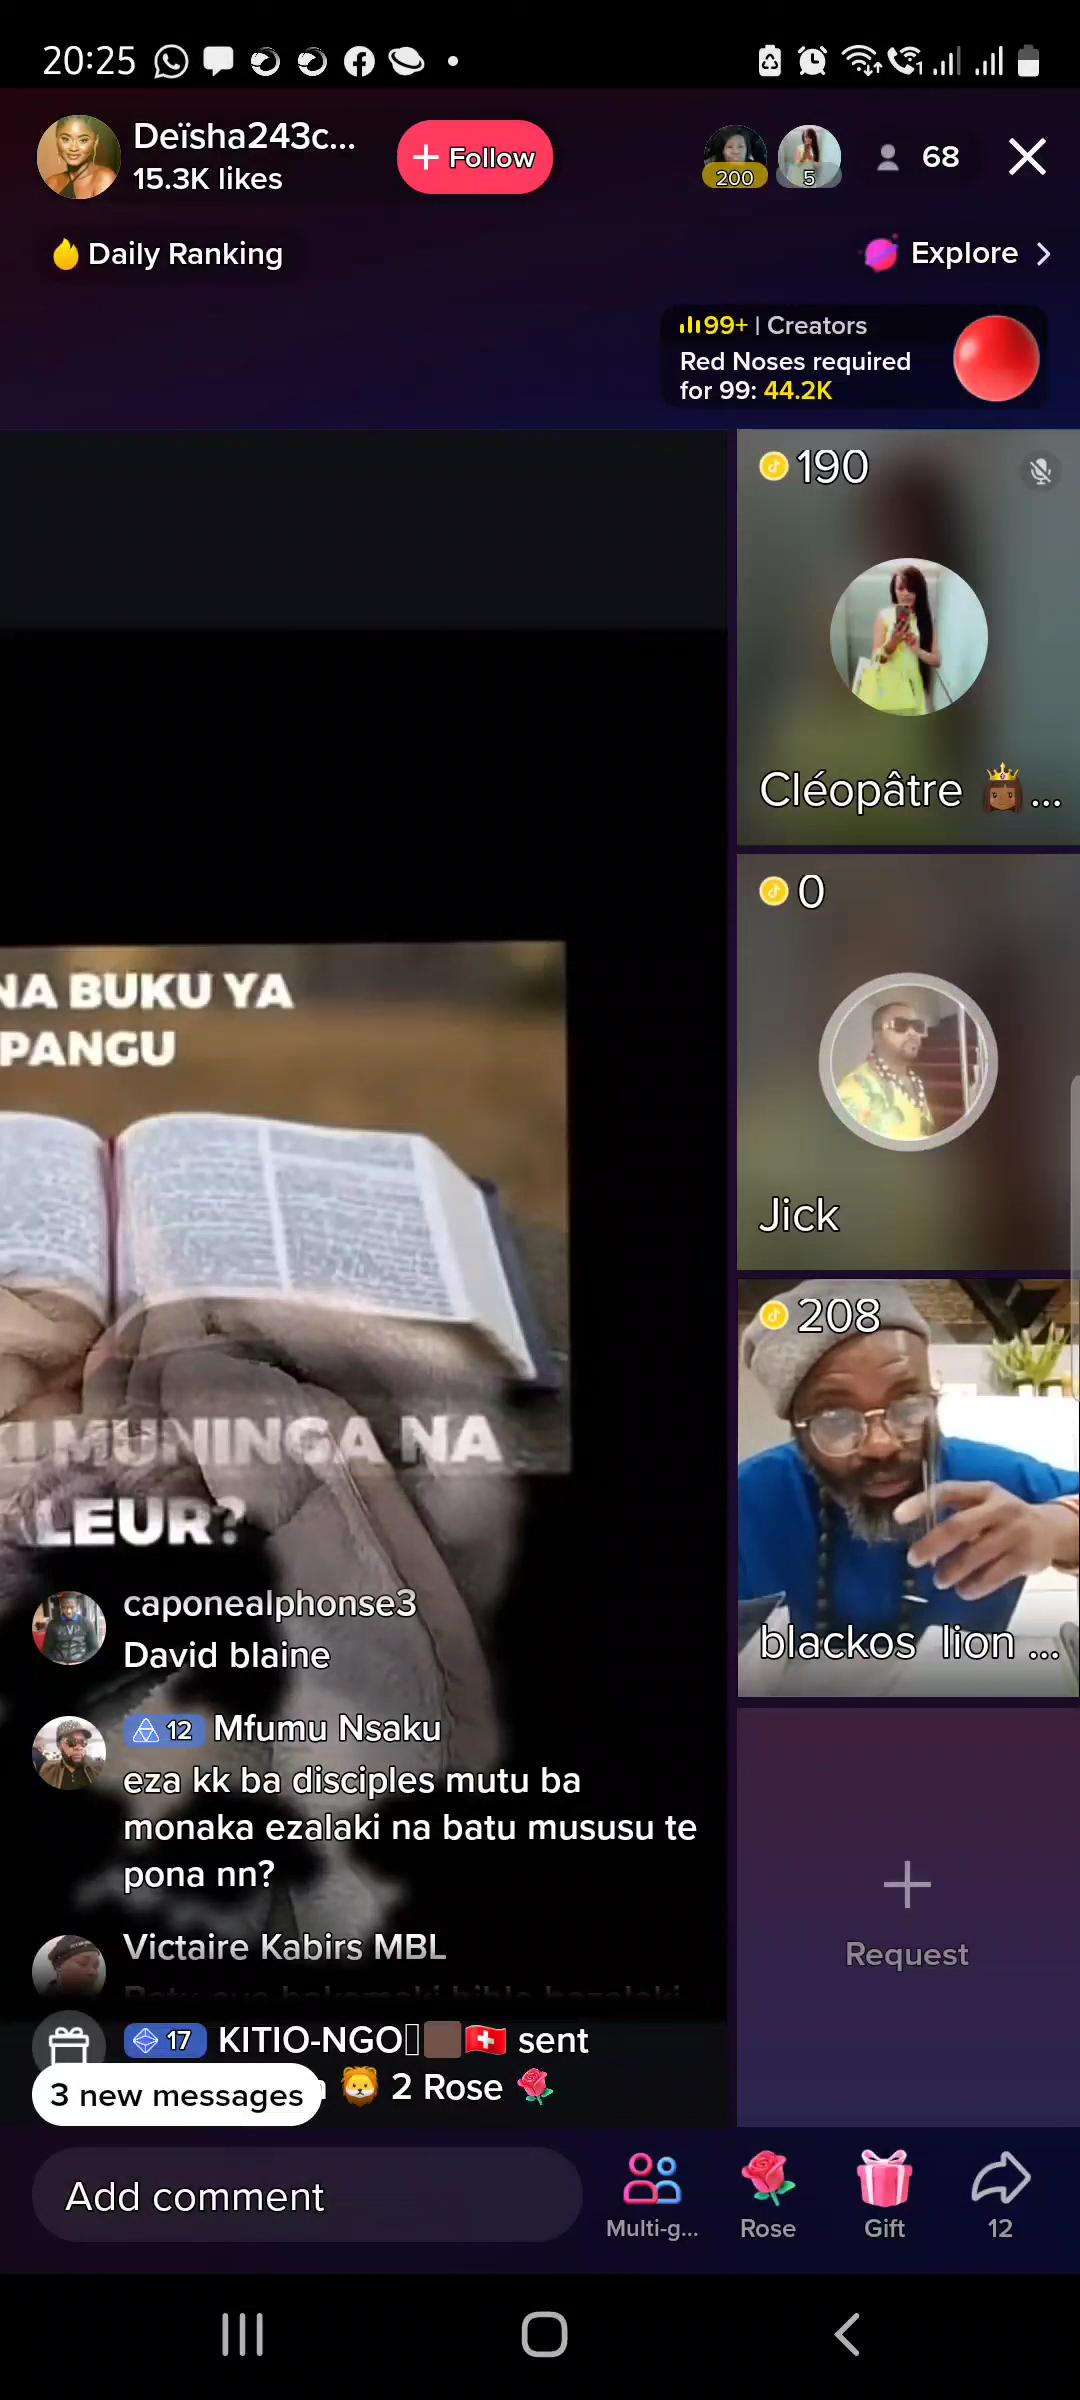 20:25
Deïsha243c...
15.3K likes
+ Follow
200
5
68
Daily Ranking
Explore >
99+ | Creators
Red Noses required
for 99: 44.2K
190
Cléopâtre 👸🏾...
0
Jick
208
blackos lion ...
NA BUKU YA
PANGU
MUNINGA NA
LEUR?
caponealphonse3
David blaine
12 Mfumu Nsaku
eza kk ba disciples mutu ba
monaka ezalaki na batu mususu te
pona nn?
Victaire Kabirs MBL
17 KITIO-NGO🇨🇭 sent
🦁 2 Rose 🌹
3 new messages
Request
Add comment
Multi-g...
Rose
Gift
12